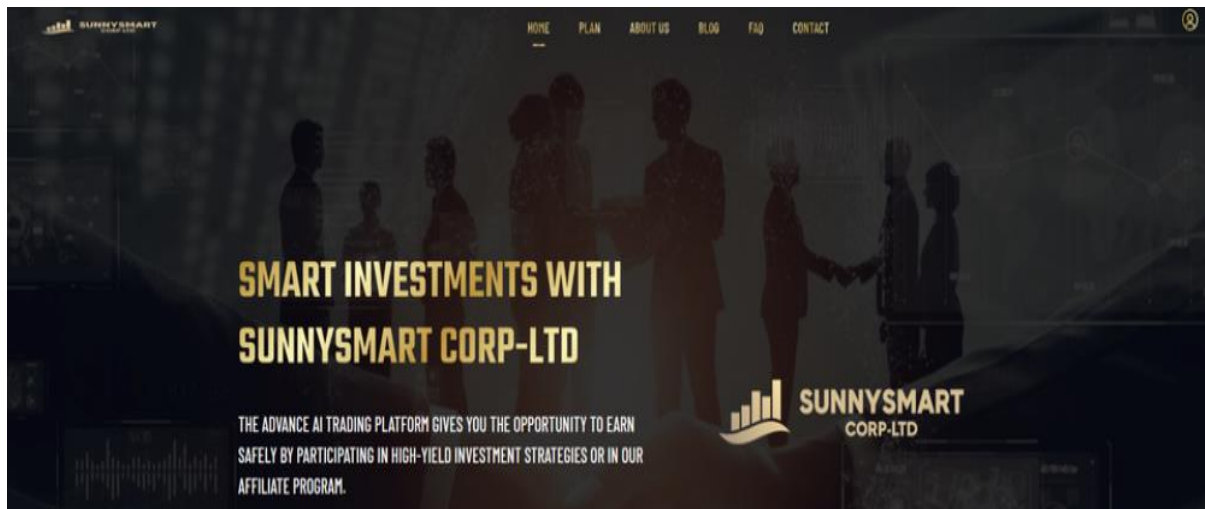 SUNNYSMART
CORP-LTD
HOME PLAN ABOUT US BLOG FAQ CONTACT
SMART INVESTMENTS WITH
SUNNYSMART CORP-LTD
THE ADVANCE AI TRADING PLATFORM GIVES YOU THE OPPORTUNITY TO EARN
SAFELY BY PARTICIPATING IN HIGH-YIELD INVESTMENT STRATEGIES OR IN OUR
AFFILIATE PROGRAM.
SUNNYSMART
CORP-LTD